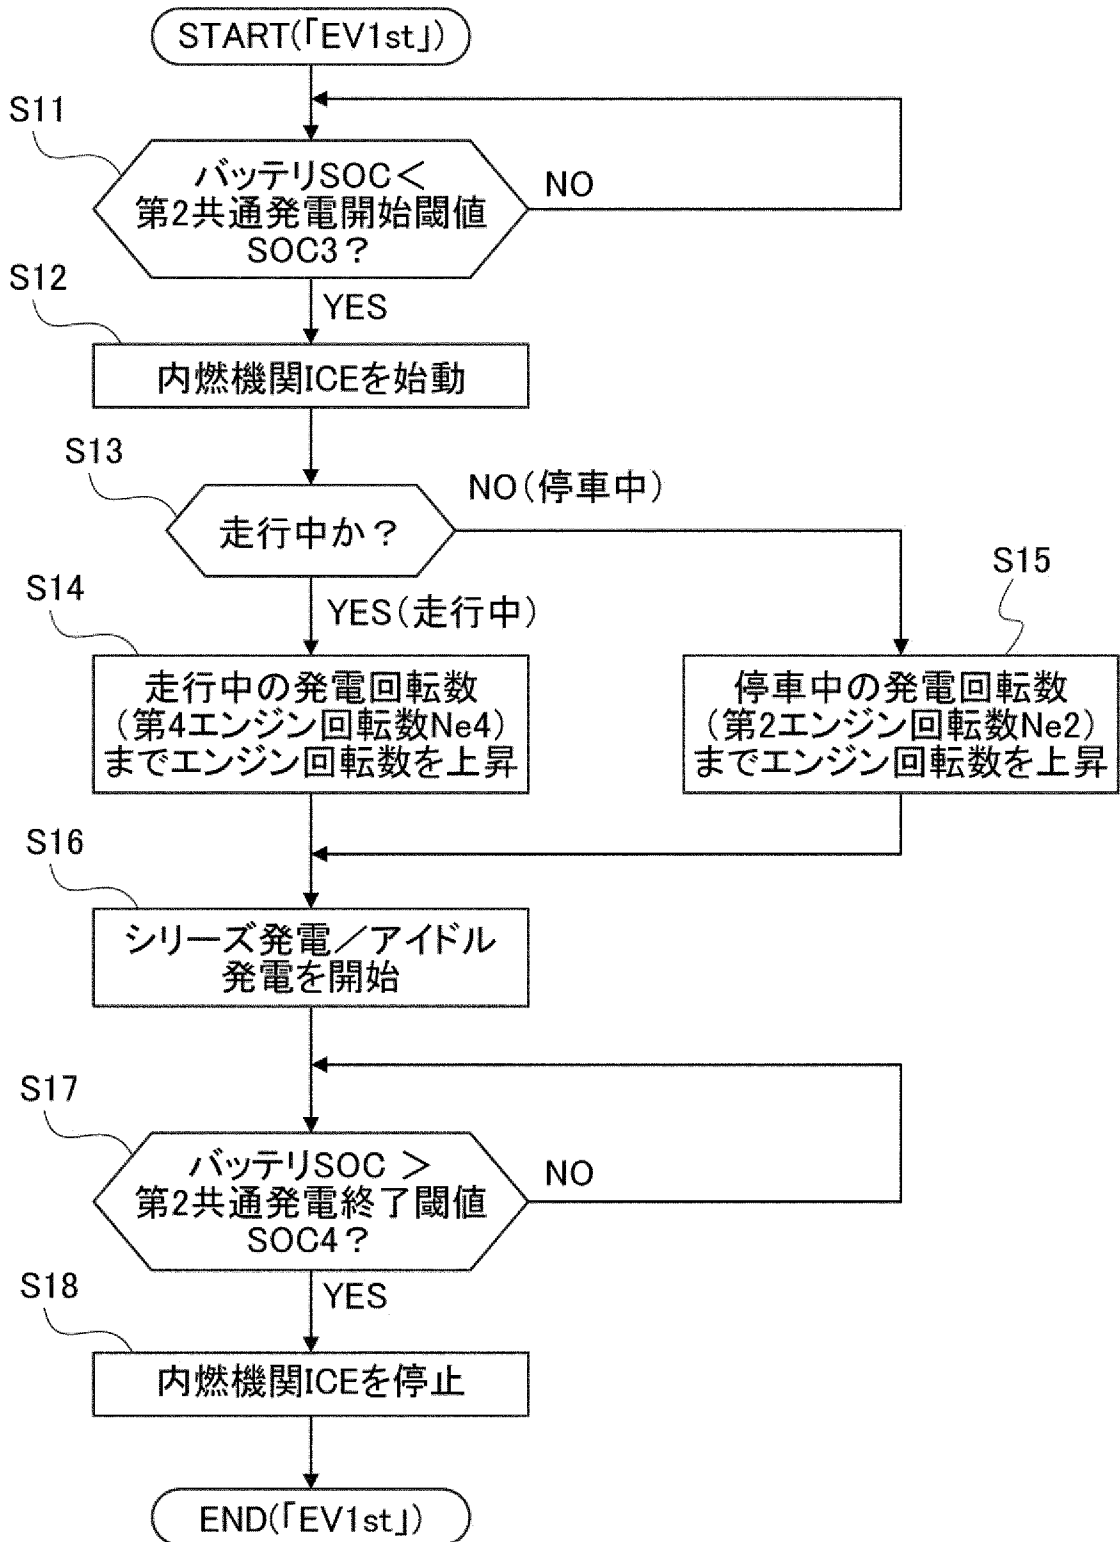 START(「EV1st」)
S11
バッテリSOC＜
第2共通発電開始閾値
SOC3？
NO
S12
YES
内燃機関ICEを始動
S13
NO（停車中）
走行中か？
S15
S14
YES（走行中）
走行中の発電回転数
（第4エンジン回転数Ne4）
までエンジン回転数を上昇
停車中の発電回転数
（第2エンジン回転数Ne2）
までエンジン回転数を上昇
S16
シリーズ発電／アイドル
発電を開始
S17
バッテリSOC ＞
第2共通発電終了閾値
SOC4？
NO
S18
YES
内燃機関ICEを停止
END(「EV1st」)